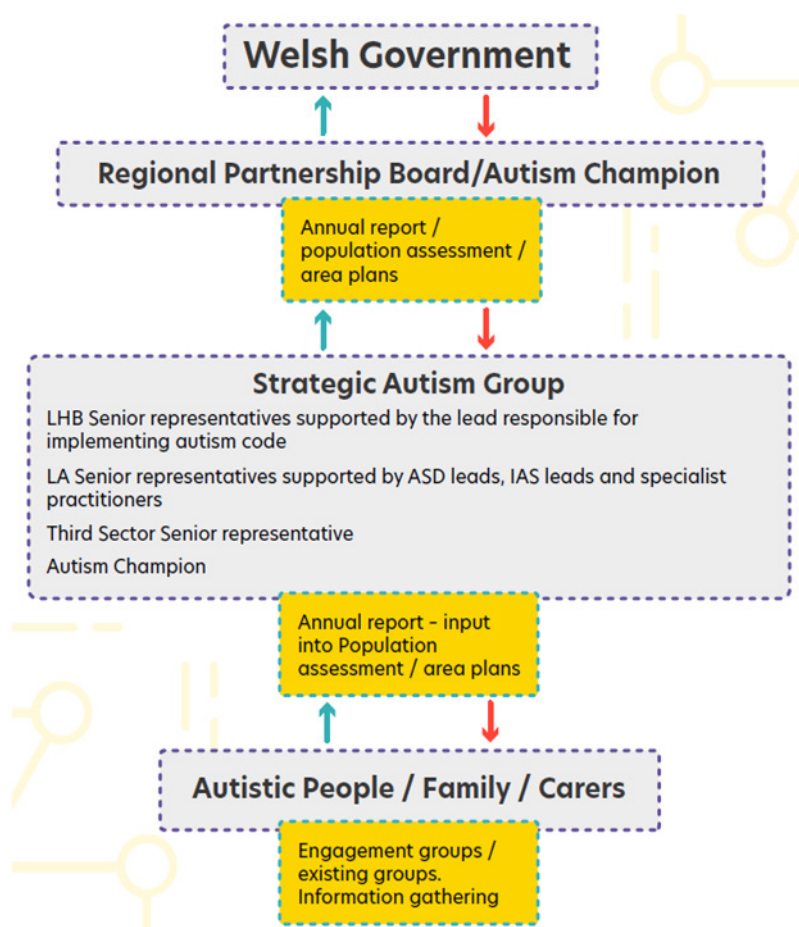 Welsh Government
Regional Partnership Board/Autism Champion
Annual report /
population assessment /
area plans
Strategic Autism Group
LHB Senior representatives supported by the lead responsible for
implementing autism code
LA Senior representatives supported by ASD leads, IAS leads and specialist
practitioners
Third Sector Senior representative
Autism Champion
Annual report – input
into Population
assessment / area plans
Autistic People / Family / Carers
Engagement groups /
existing groups.
Information gathering